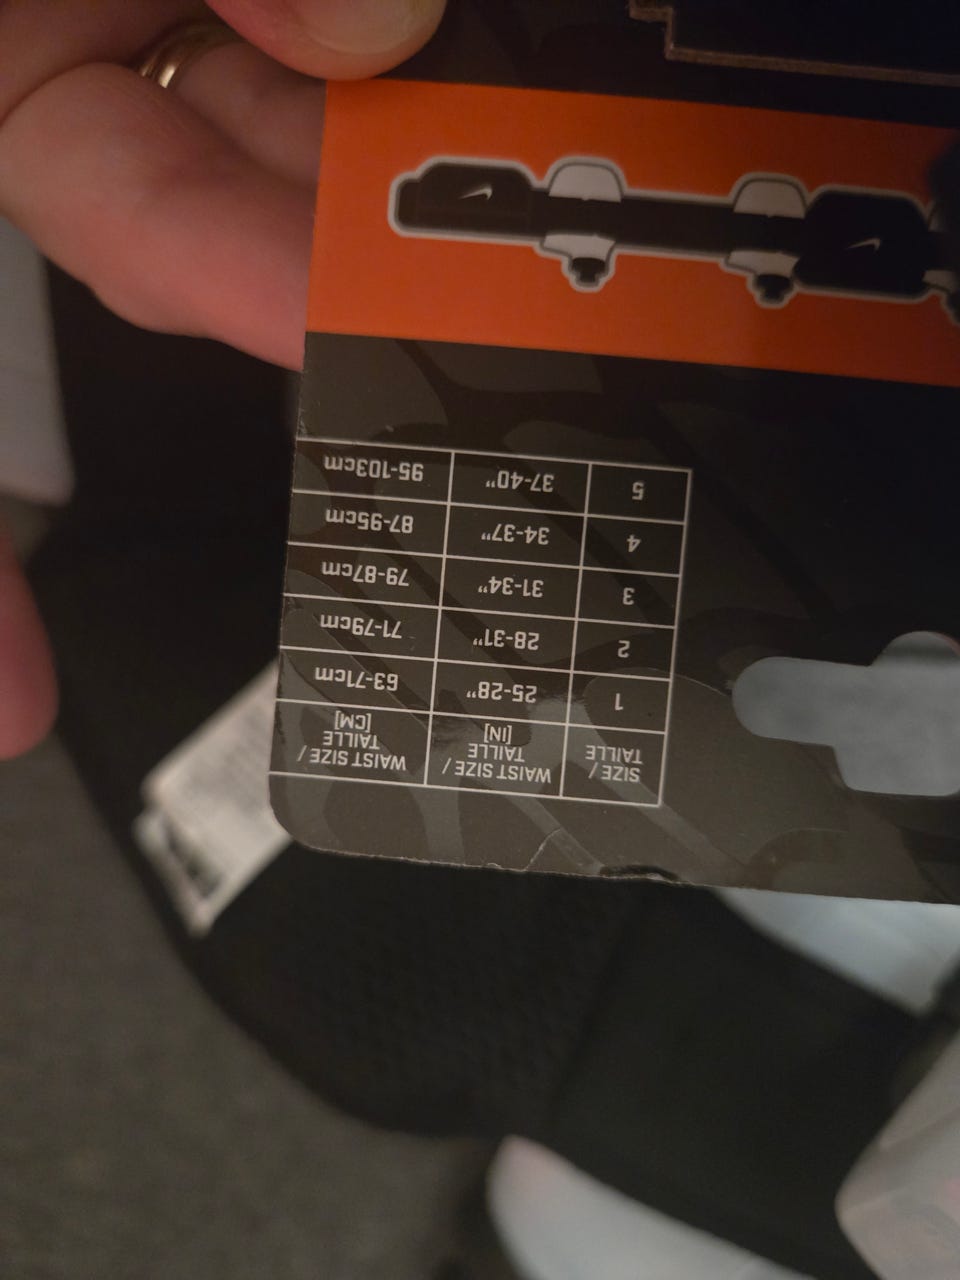 SIZE / TAILLE WAIST SIZE / TAILLE [IN] WAIST SIZE / TAILLE [CM]
1 25-28" 63-71cm
2 28-31" 71-79cm
3 31-34" 79-87cm
4 34-37" 87-95cm
5 37-40" 95-103cm